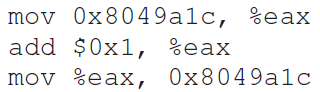 mov 0x8049a1c, %eax
add $0x1, %eax
mov %eax, 0x8049a1c